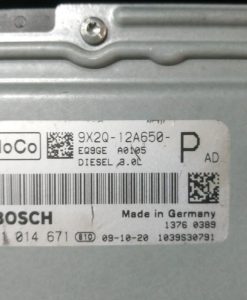 loCo
9X2Q-12A650-
EQ9GE A0105
DIESEL 3.0L
P AD
BOSCH
Made in Germany
1376 0389
1 014 671 810 09-10-20 1039S30791